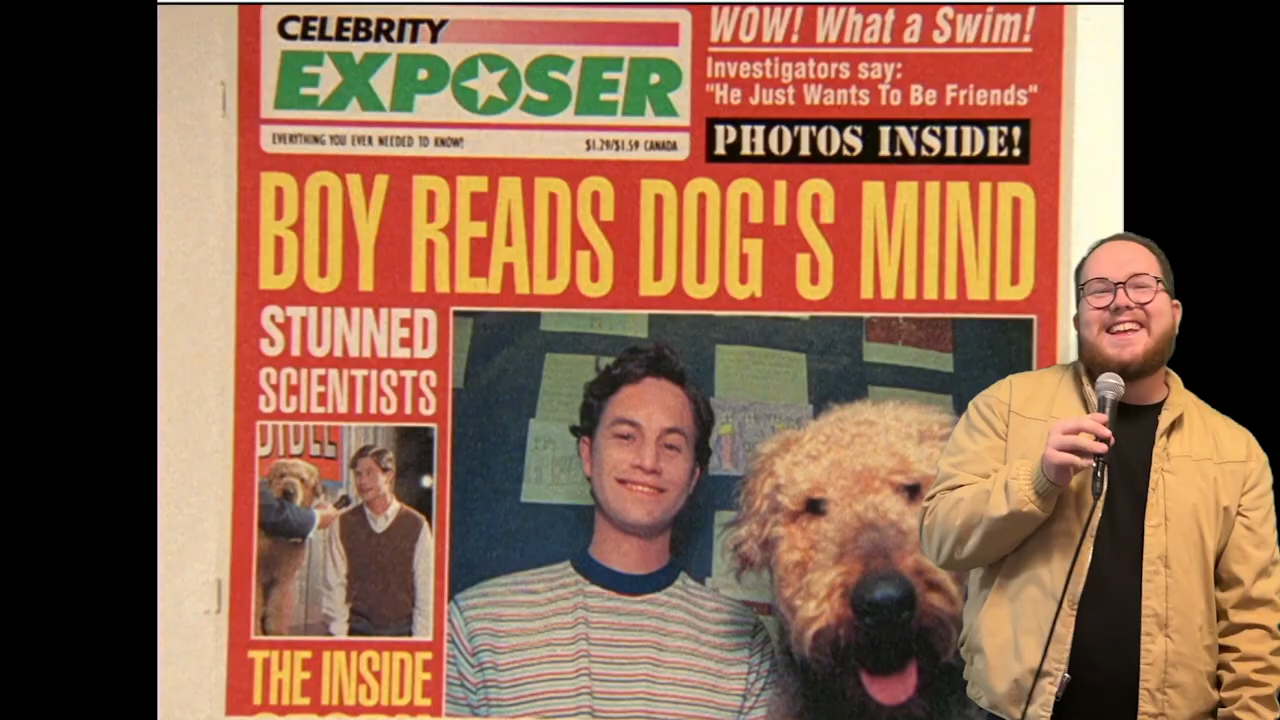 CELEBRITY
EXPOSER
EVERYTHING YOU EVER NEEDED TO KNOW!
$1.29/$1.59 CANADA
WOW! What a Swim!
Investigators say:
"He Just Wants To Be Friends"
PHOTOS INSIDE!
BOY READS DOG'S MIND
STUNNED
SCIENTISTS
THE INSIDE